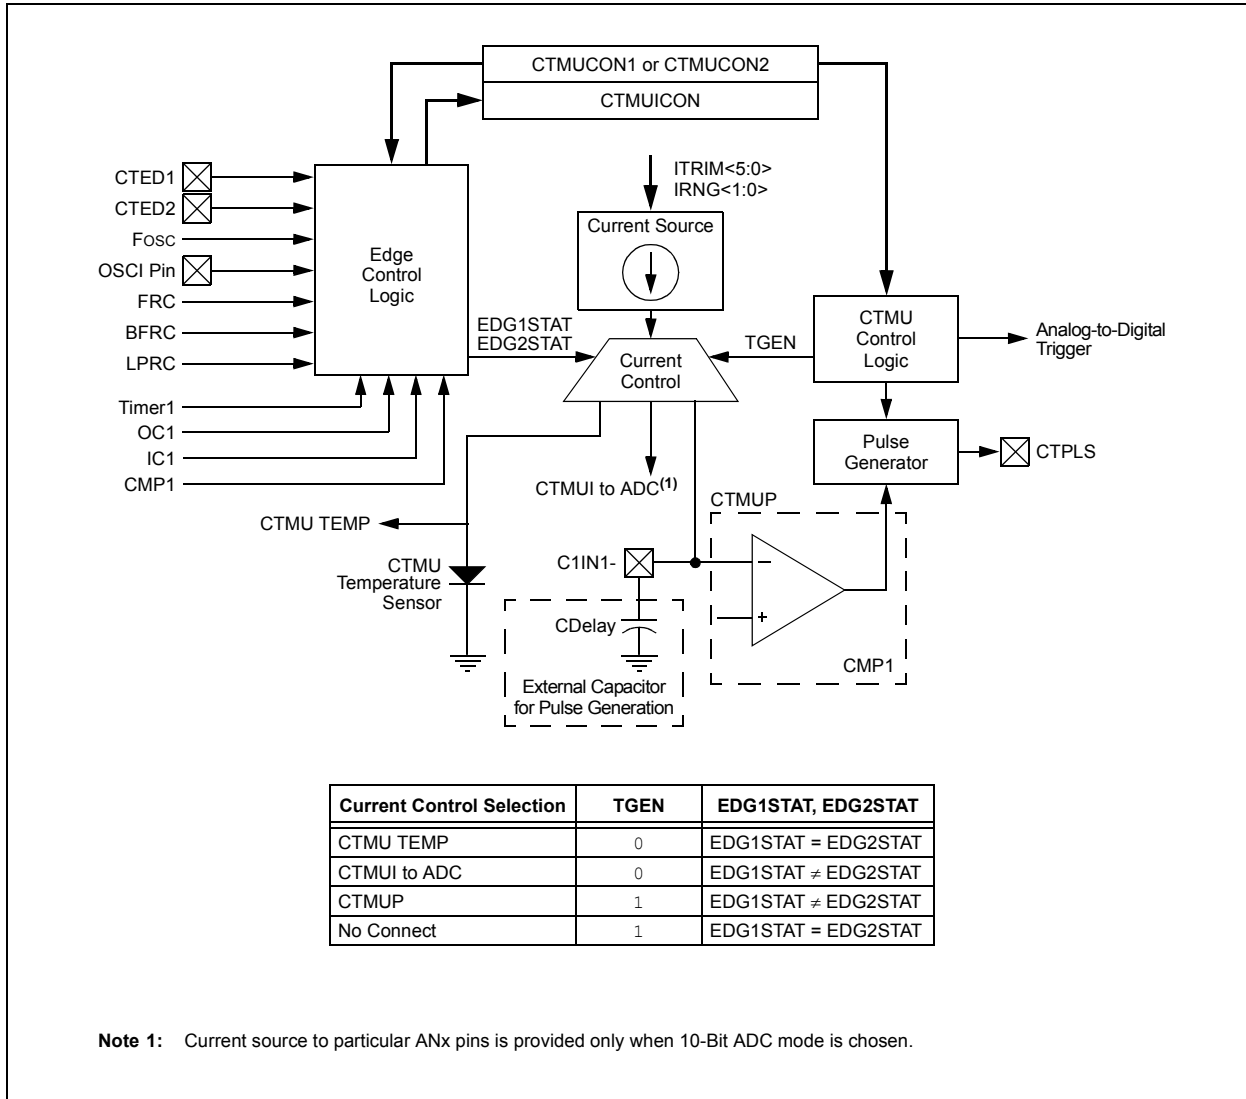 CTMUCON1 or CTMUCON2
CTMUICON
ITRIM<5:0>
IRNG<1:0>
CTED1
CTED2
Fosc
OSCI Pin
FRC
BFRC
LPRC
Timer1
OC1
IC1
CMP1
Edge
Control
Logic
Current Source
EDG1STAT
EDG2STAT
Current
Control
TGEN
CTMU
Control
Logic
Analog-to-Digital
Trigger
Pulse
Generator
CTPLS
CTMUI to ADC(1)
CTMUP
CTMU TEMP
CTMU
Temperature
Sensor
C1IN1-
CDelay
External Capacitor
for Pulse Generation
–
+
CMP1
Current Control Selection TGEN EDG1STAT, EDG2STAT
CTMU TEMP 0 EDG1STAT = EDG2STAT
CTMUI to ADC 0 EDG1STAT ≠ EDG2STAT
CTMUP 1 EDG1STAT ≠ EDG2STAT
No Connect 1 EDG1STAT = EDG2STAT
Note 1: Current source to particular ANx pins is provided only when 10-Bit ADC mode is chosen.